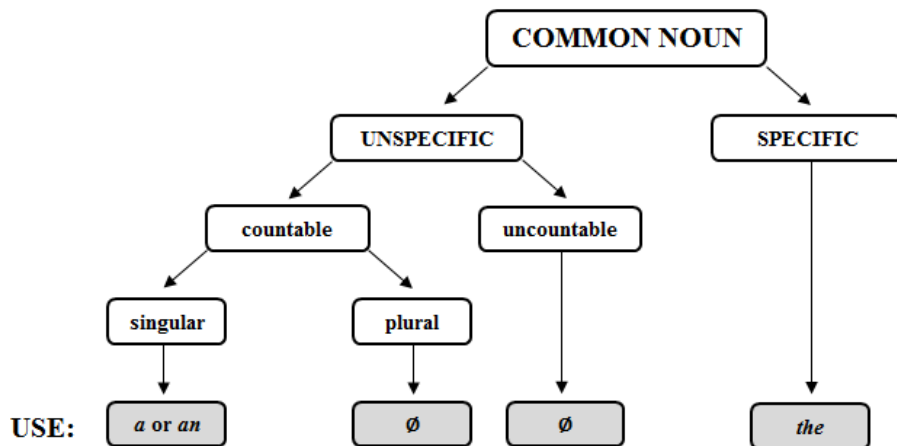 COMMON NOUN
UNSPECIFIC SPECIFIC
countable uncountable
singular plural
USE: a or an Ø Ø the